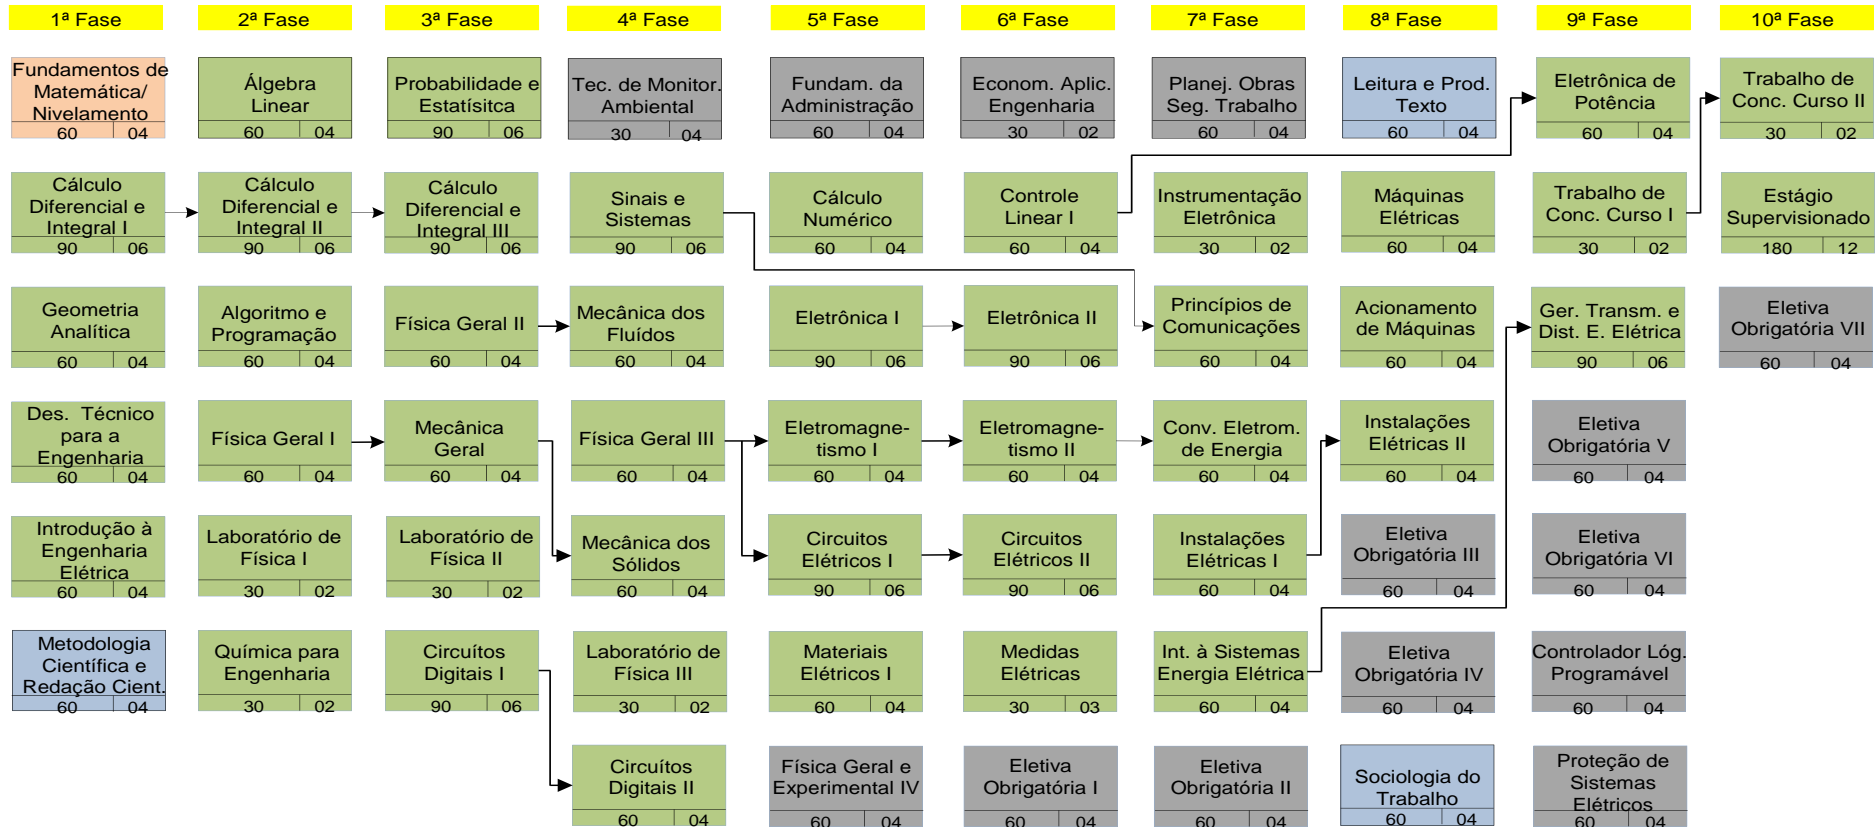 1ª Fase 2ª Fase 3ª Fase 4ª Fase 5ª Fase 6ª Fase 7ª Fase 8ª Fase 9ª Fase 10ª Fase
Fundamentos de
Matemática/
Nivelamento
60 04
Álgebra
Linear
60 04
Probabilidade e
Estatísitca
90 06
Tec. de Monitor.
Ambiental
30 04
Fundam. da
Administração
60 04
Econom. Aplic.
Engenharia
30 02
Planej. Obras
Seg. Trabalho
60 04
Leitura e Prod.
Texto
60 04
Eletrônica de
Potência
60 04
Trabalho de
Conc. Curso II
30 02
Cálculo
Diferencial e
Integral I
90 06
Cálculo
Diferencial e
Integral II
90 06
Cálculo
Diferencial e
Integral III
90 06
Sinais e
Sistemas
90 06
Cálculo
Numérico
60 04
Controle
Linear I
60 04
Instrumentação
Eletrônica
30 02
Máquinas
Elétricas
60 04
Trabalho de
Conc. Curso I
30 02
Estágio
Supervisionado
180 12
Geometria
Analítica
60 04
Algoritmo e
Programação
60 04
Física Geral II
60 04
Mecânica dos
Fluídos
60 04
Eletrônica I
90 06
Eletrônica II
90 06
Princípios de
Comunicações
60 04
Acionamento
de Máquinas
60 04
Ger. Transm. e
Dist. E. Elétrica
90 06
Eletiva
Obrigatória VII
60 04
Des. Técnico
para a
Engenharia
60 04
Física Geral I
60 04
Mecânica
Geral
60 04
Física Geral III
60 04
Eletromagne-
tismo I
60 04
Eletromagne-
tismo II
60 04
Conv. Eletrom.
de Energia
60 04
Instalações
Elétricas II
60 04
Eletiva
Obrigatória V
60 04
Introdução à
Engenharia
Elétrica
60 04
Laboratório de
Física I
30 02
Laboratório de
Física II
30 02
Mecânica dos
Sólidos
60 04
Circuitos
Elétricos I
90 06
Circuitos
Elétricos II
90 06
Instalações
Elétricas I
60 04
Eletiva
Obrigatória III
60 04
Eletiva
Obrigatória VI
60 04
Metodologia
Científica e
Redação Cient.
60 04
Química para
Engenharia
30 02
Circuítos
Digitais I
90 06
Laboratório de
Física III
30 02
Materiais
Elétricos I
60 04
Medidas
Elétricas
30 03
Int. à Sistemas
Energia Elétrica
60 04
Eletiva
Obrigatória IV
60 04
Controlador Lóg.
Programável
60 04
Circuítos
Digitais II
60 04
Física Geral e
Experimental IV
60 04
Eletiva
Obrigatória I
60 04
Eletiva
Obrigatória II
60 04
Sociologia do
Trabalho
60 04
Proteção de
Sistemas
Elétricos
60 04